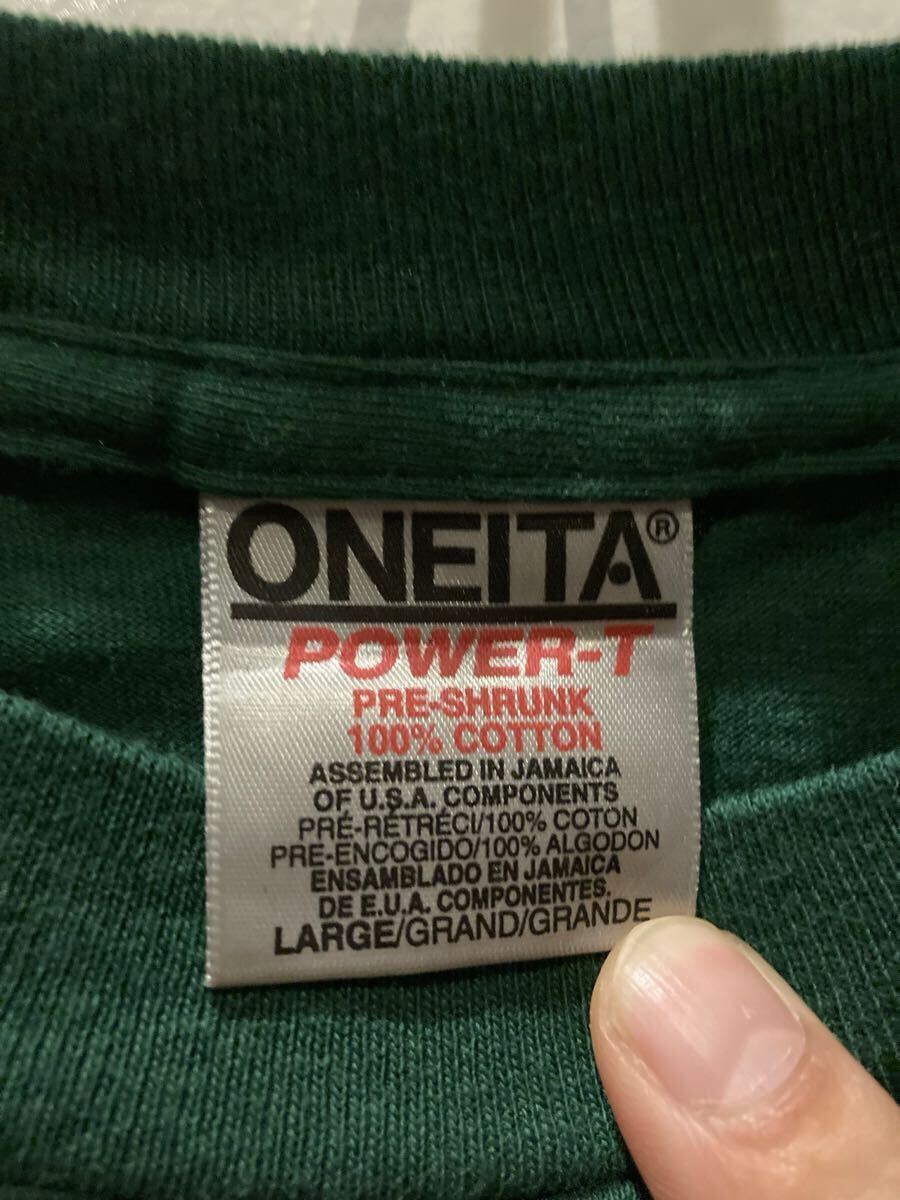 ONEITA®
POWER-T
PRE-SHRUNK
100% COTTON
ASSEMBLED IN JAMAICA
OF U.S.A. COMPONENTS
PRÉ-RÉTRÉCI/100% COTON
PRE-ENCOGIDO/100% ALGODON
ENSAMBLADO EN JAMAICA
DE E.U.A. COMPONENTES.
LARGE/GRAND/GRANDE